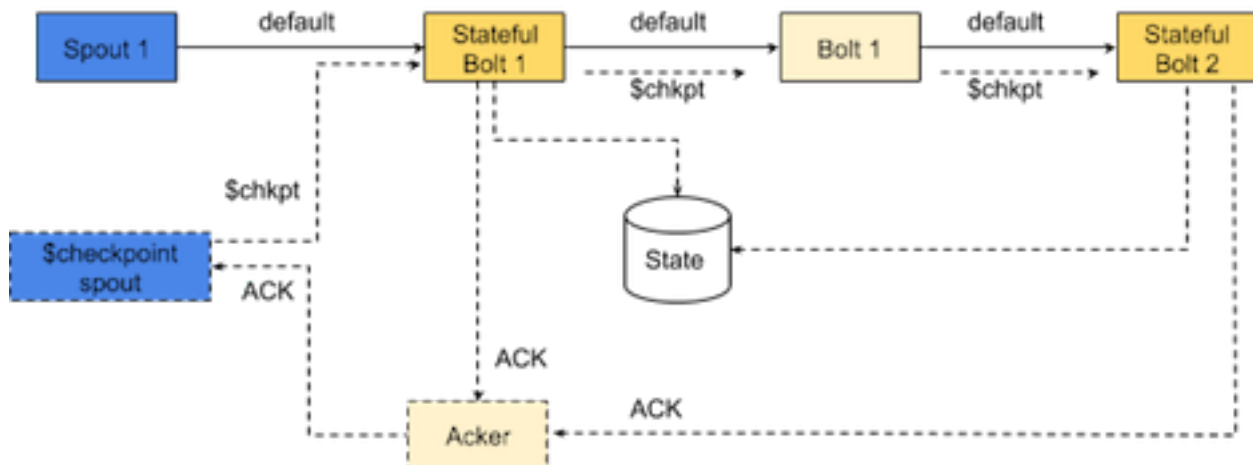 default
default
default
Spout 1
Stateful
Bolt 1
Bolt 1
Stateful
Bolt 2
$chkpt
$chkpt
$chkpt
$checkpoint
spout
State
ACK
ACK
ACK
Acker